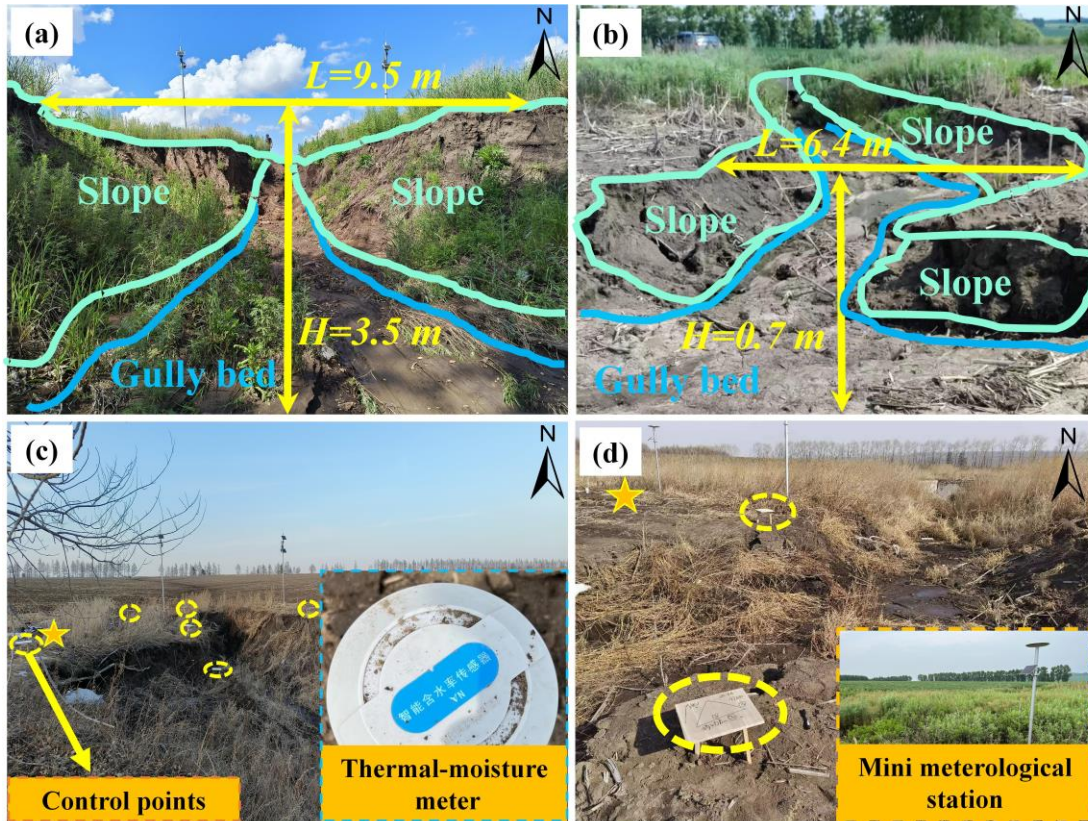 (a)
N
L=9.5 m
Slope
Slope
H=3.5 m
Gully bed
(b)
N
Slope
L=6.4 m
Slope
Slope
H=0.7 m
Gully bed
(c)
N
智能含水率传感器
Control points
Thermal-moisture
meter
(d)
N
Mini meterological
station